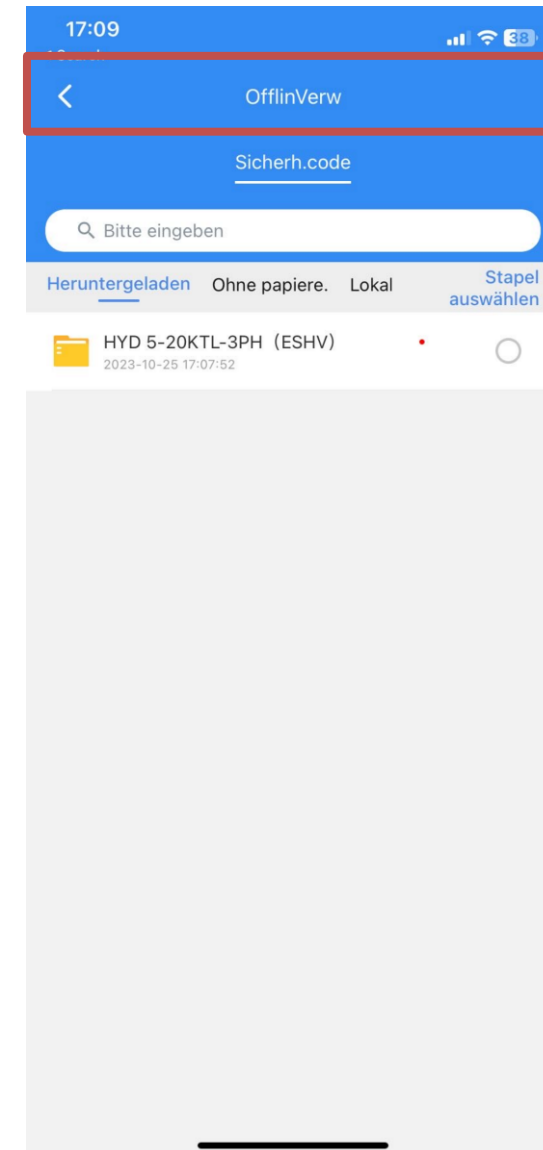 17:09
38
OfflinVerw
Sicherh.code
Bitte eingeben
Heruntergeladen Ohne papiere. Lokal Stapel auswählen
HYD 5-20KTL-3PH（ESHV）
2023-10-25 17:07:52